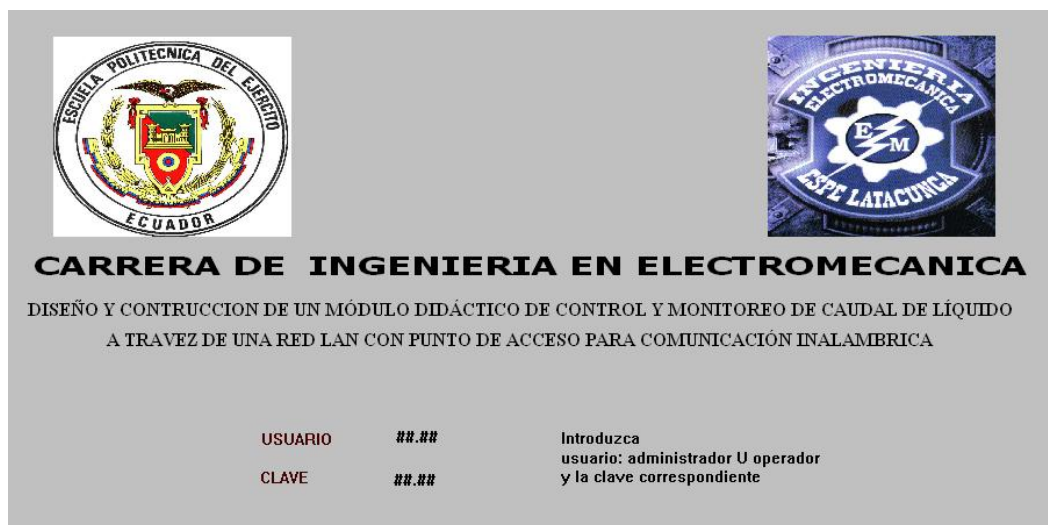 ESCUELA POLITECNICA DEL EJERCITO
ECUADOR
INGENIERIA
ELECTROMECANICA
E M
ESPE LATACUNGA
CARRERA DE INGENIERIA EN ELECTROMECANICA
DISEÑO Y CONTRUCCION DE UN MÓDULO DIDÁCTICO DE CONTROL Y MONITOREO DE CAUDAL DE LÍQUIDO
A TRAVEZ DE UNA RED LAN CON PUNTO DE ACCESO PARA COMUNICACIÓN INALAMBRICA
USUARIO ##.## Introduzca
usuario: administrador U operador
CLAVE ##.## y la clave correspondiente